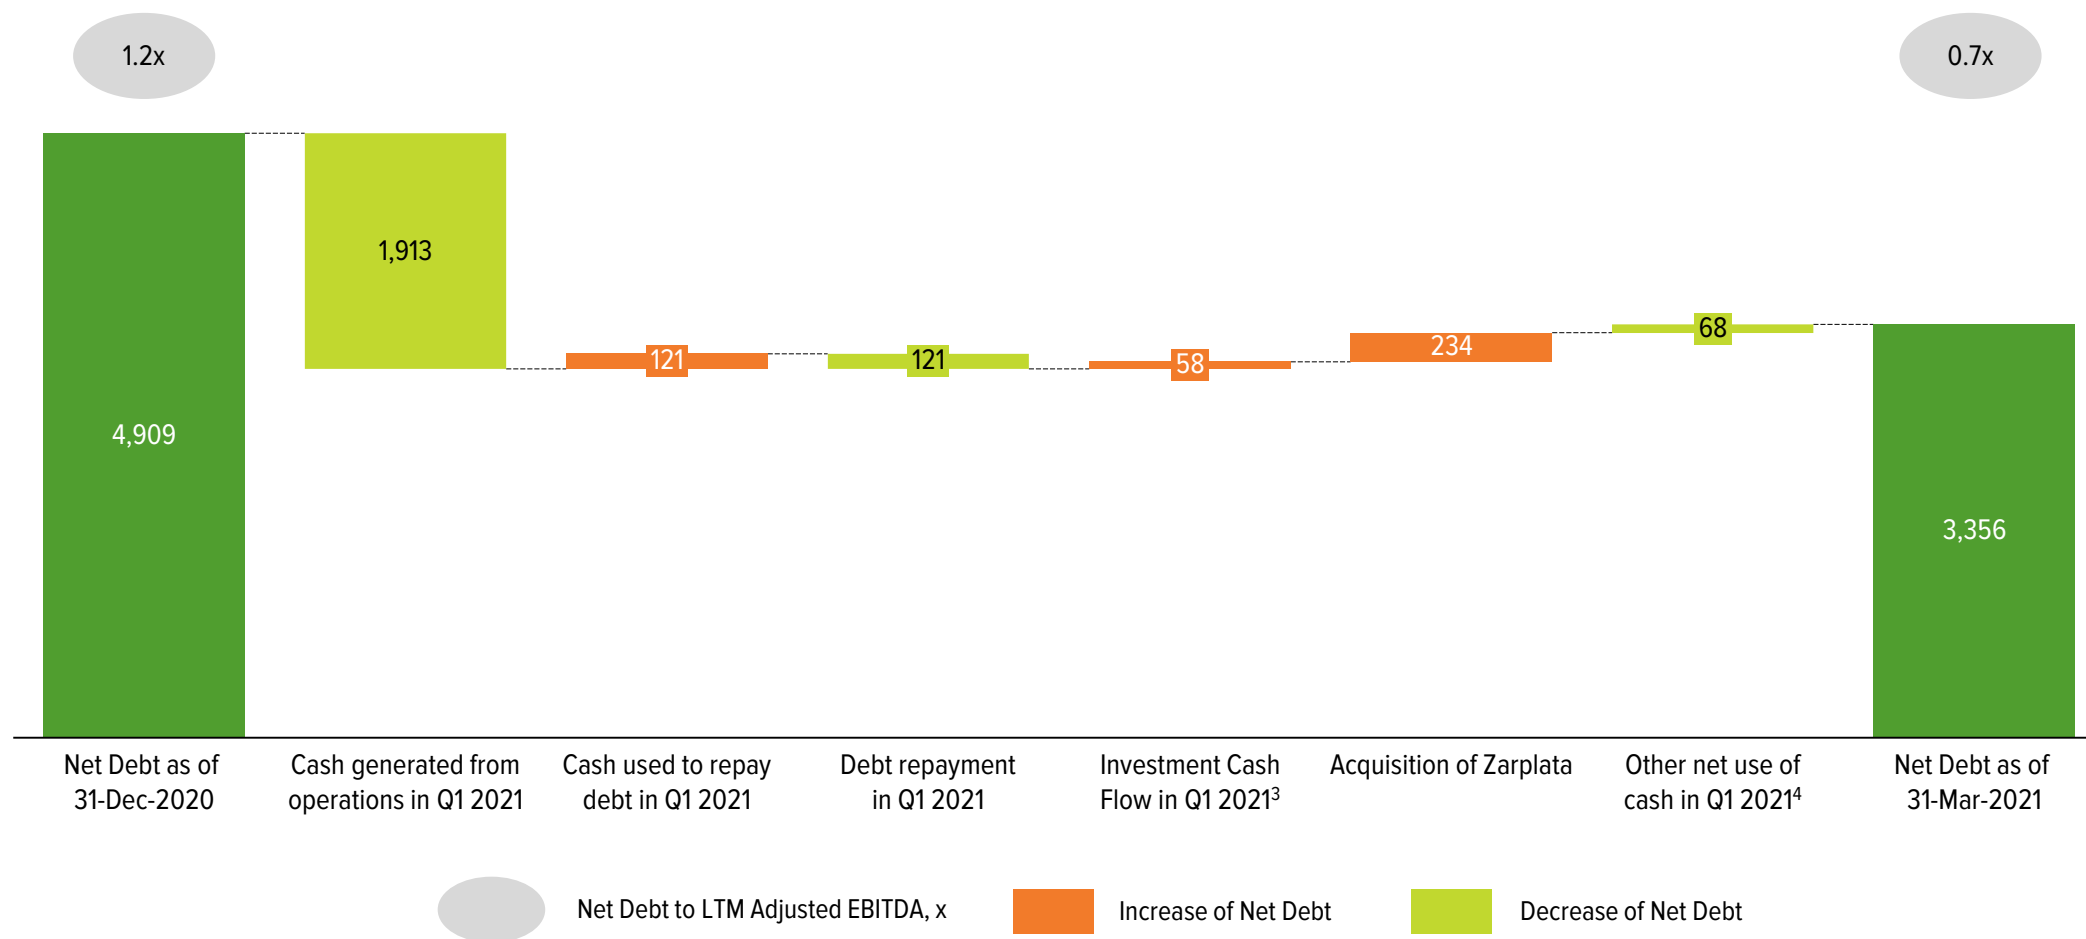 1.2x
0.7x
1,913
4,909
121
121
58
234
68
3,356
Net Debt as of
31-Dec-2020
Cash generated from
operations in Q1 2021
Cash used to repay
debt in Q1 2021
Debt repayment
in Q1 2021
Investment Cash
Flow in Q1 2021³
Acquisition of Zarplata
Other net use of
cash in Q1 2021⁴
Net Debt as of
31-Mar-2021
Net Debt to LTM Adjusted EBITDA, x
Increase of Net Debt
Decrease of Net Debt